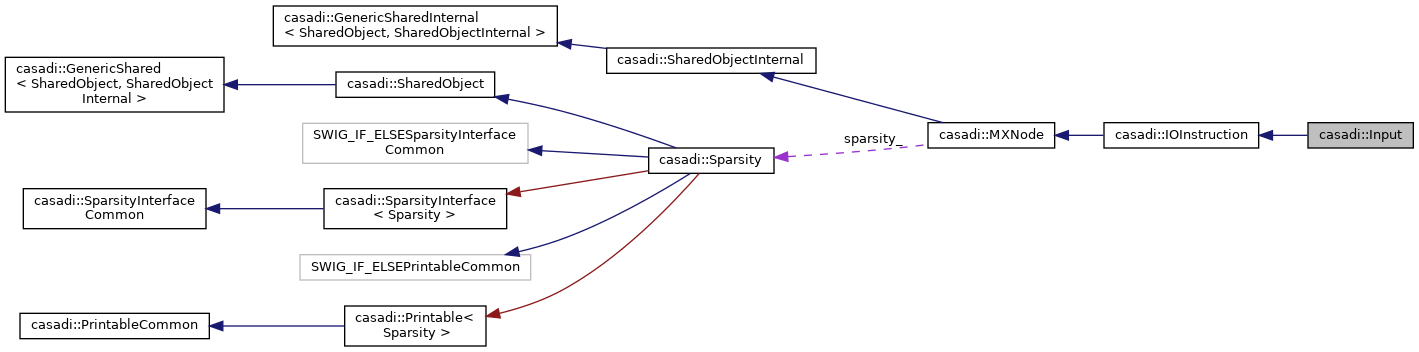 casadi::GenericSharedInternal
< SharedObject, SharedObjectInternal >
casadi::SharedObjectInternal
casadi::GenericShared
< SharedObject, SharedObject
Internal >
casadi::SharedObject
SWIG_IF_ELSESparsityInterface
Common
casadi::Sparsity
sparsity_
casadi::MXNode
casadi::IOInstruction
casadi::Input
casadi::SparsityInterface
Common
casadi::SparsityInterface
< Sparsity >
SWIG_IF_ELSEPrintableCommon
casadi::PrintableCommon
casadi::Printable<
Sparsity >